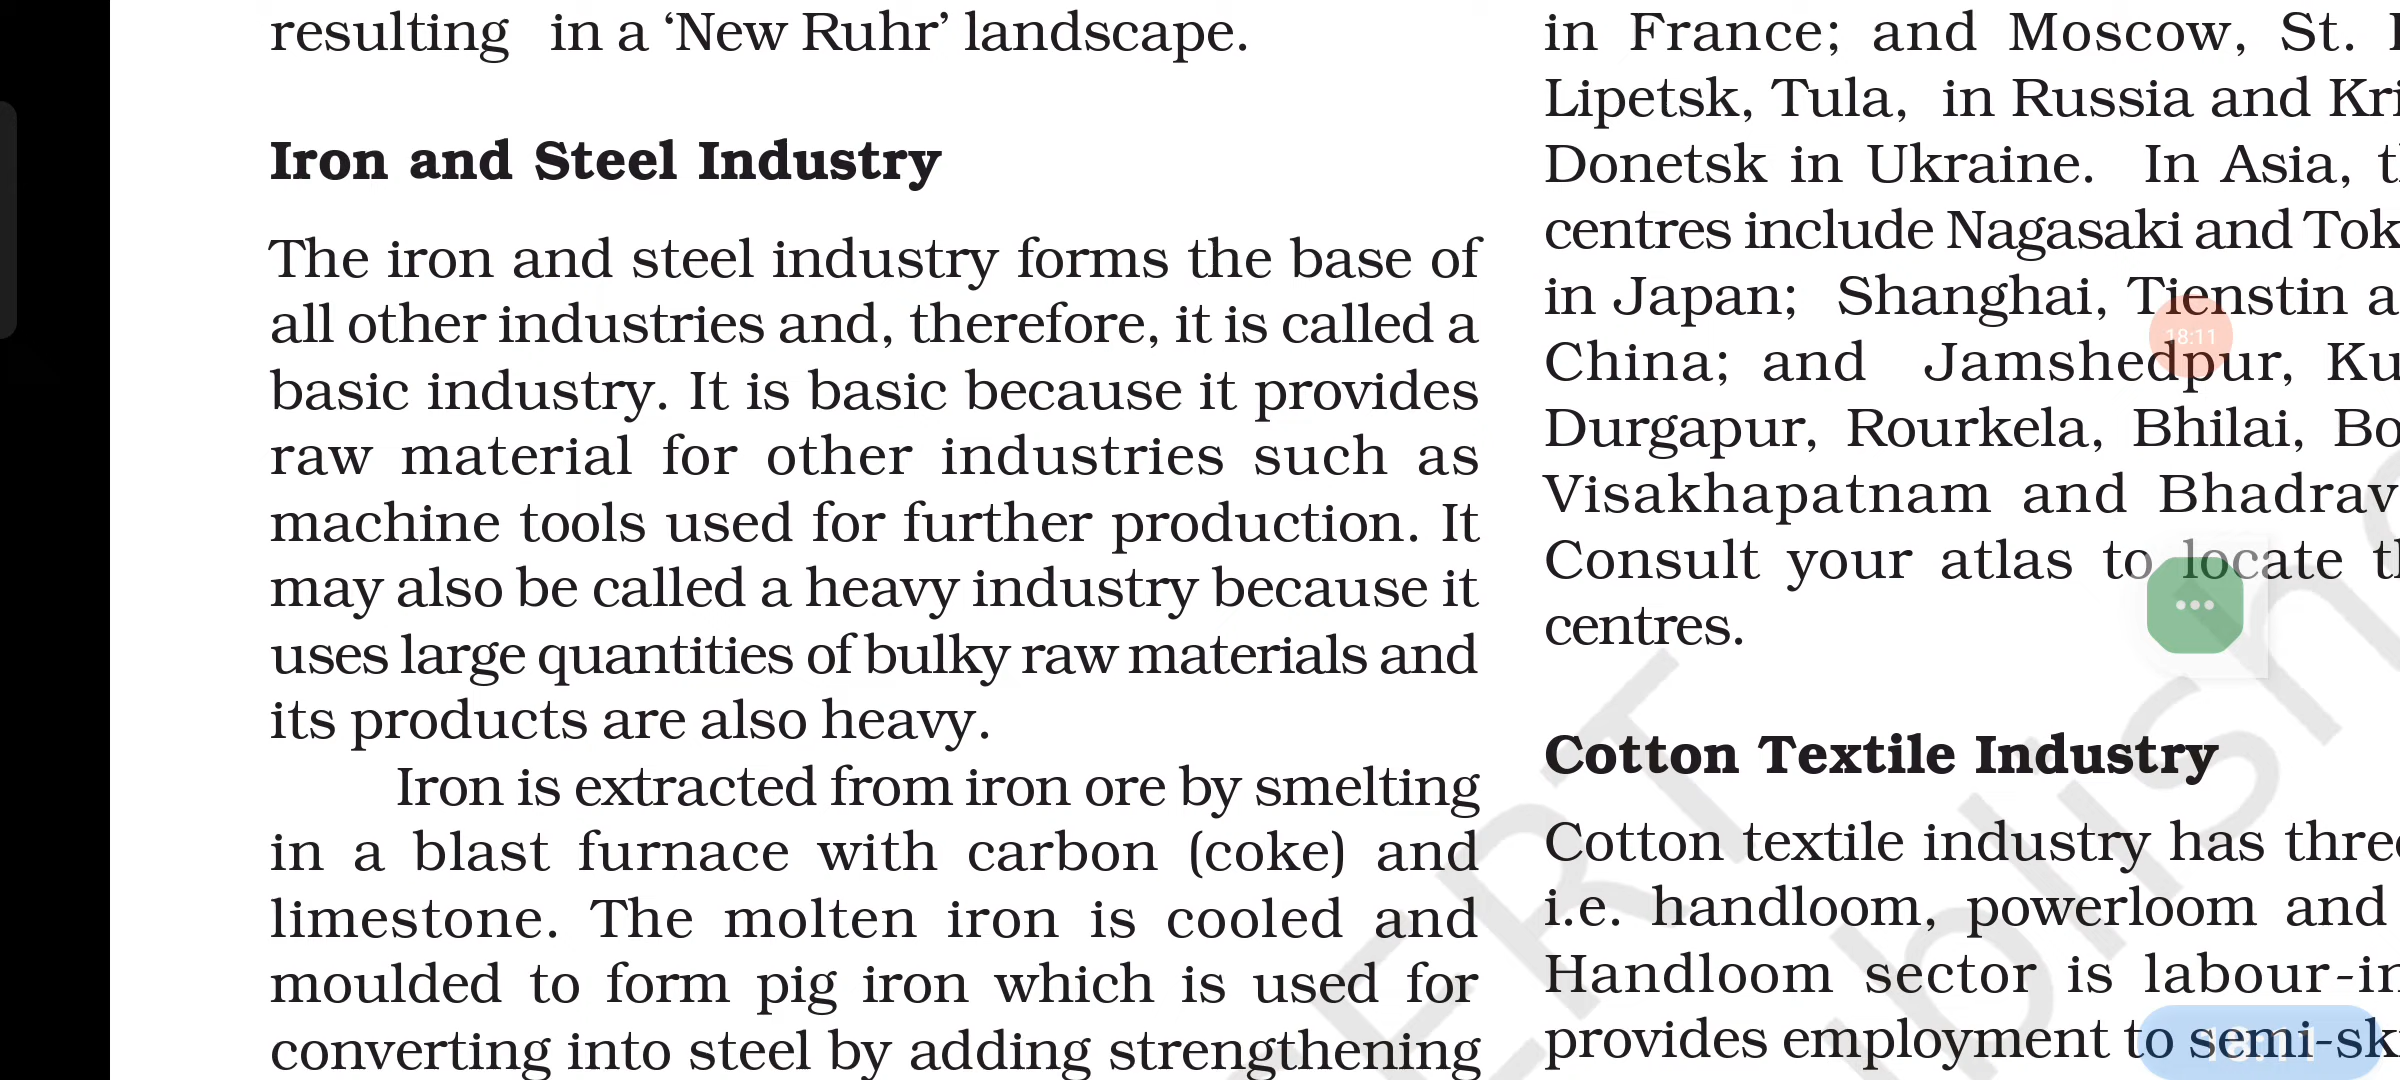 resulting in a ‘New Ruhr’ landscape.
Iron and Steel Industry
The iron and steel industry forms the base of
all other industries and, therefore, it is called a
basic industry. It is basic because it provides
raw material for other industries such as
machine tools used for further production. It
may also be called a heavy industry because it
uses large quantities of bulky raw materials and
its products are also heavy.
Iron is extracted from iron ore by smelting
in a blast furnace with carbon (coke) and
limestone. The molten iron is cooled and
moulded to form pig iron which is used for
converting into steel by adding strengthening
in France; and Moscow, St.
Lipetsk, Tula, in Russia and
Donetsk in Ukraine. In Asia,
centres include Nagasaki and
in Japan; Shanghai, Tienstin
China; and Jamshedpur,
Durgapur, Rourkela, Bhilai,
Visakhapatnam and
Consult your atlas to locate
centres.
Cotton Textile Industry
Cotton textile industry has
i.e. handloom, powerloom and
Handloom sector is
provides employment to
18:11